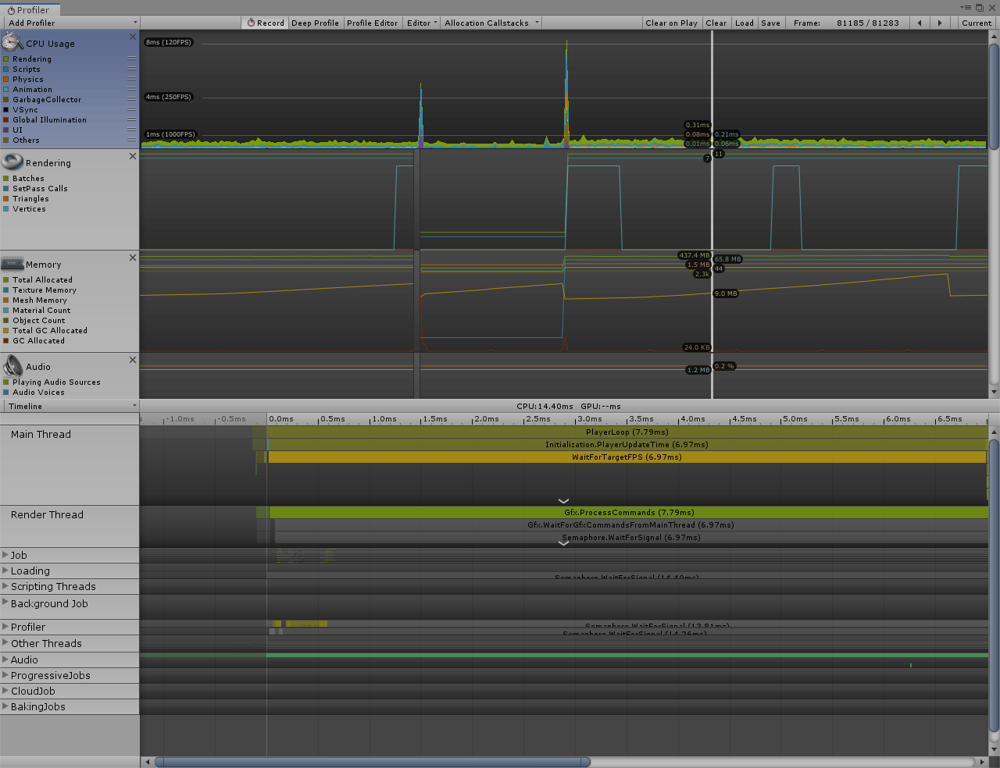 Profiler
Add Profiler
Record
Deep Profile
Profile Editor
Editor
Allocation Callstacks
Clear on Play
Clear
Load
Save
Frame:
81185 / 81283
Current
CPU Usage
Rendering
Scripts
Physics
Animation
GarbageCollector
VSync
Global Illumination
UI
Others
8ms (120FPS)
4ms (250FPS)
1ms (1000FPS)
0.31ms
0.08ms
0.21ms
0.01ms
0.06ms
Rendering
Batches
SetPass Calls
Triangles
Vertices
11
7
Memory
Total Allocated
Texture Memory
Mesh Memory
Material Count
Object Count
Total GC Allocated
GC Allocated
437.4 MB
65.8 MB
1.5 MB
44
2.3k
9.0 MB
24.0 KB
Audio
Playing Audio Sources
Audio Voices
0.2 %
1.2 MB
Timeline
CPU:14.40ms GPU:--ms
-1.0ms
-0.5ms
0.0ms
0.5ms
1.0ms
1.5ms
2.0ms
2.5ms
3.0ms
3.5ms
4.0ms
4.5ms
5.0ms
5.5ms
6.0ms
6.5ms
Main Thread
PlayerLoop (7.79ms)
Initialization.PlayerUpdateTime (6.97ms)
WaitForTargetFPS (6.97ms)
Render Thread
Gfx.ProcessCommands (7.79ms)
Gfx.WaitForGfxCommandsFromMainThread (6.97ms)
Semaphore.WaitForSignal (6.97ms)
Job
Loading
Semaphore.WaitForSignal (14.40ms)
Scripting Threads
Background Job
Profiler
Semaphore.WaitForSignal (13.81ms)
Semaphore.WaitForSignal (14.26ms)
Other Threads
Audio
ProgressiveJobs
CloudJob
BakingJobs